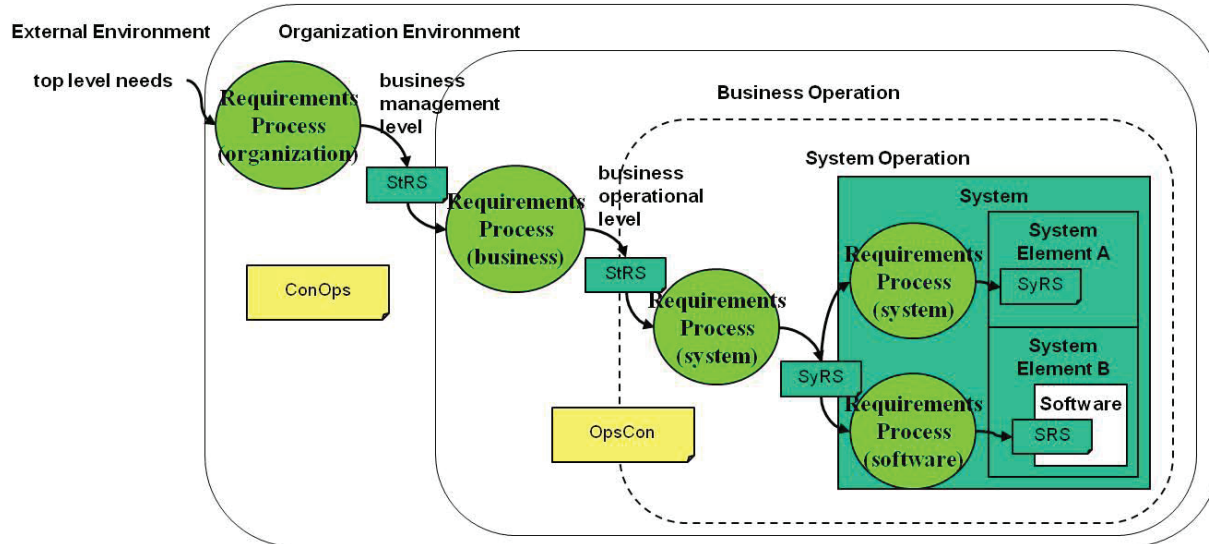 External Environment
Organization Environment
top level needs
Requirements
Process
(organization)
business
management
level
StRS
Business Operation
Requirements
Process
(business)
business
operational
level
StRS
ConOps
System Operation
Requirements
Process
(system)
SyRS
OpsCon
System
Requirements
Process
(system)
System
Element A
SyRS
Requirements
Process
(software)
System
Element B
Software
SRS